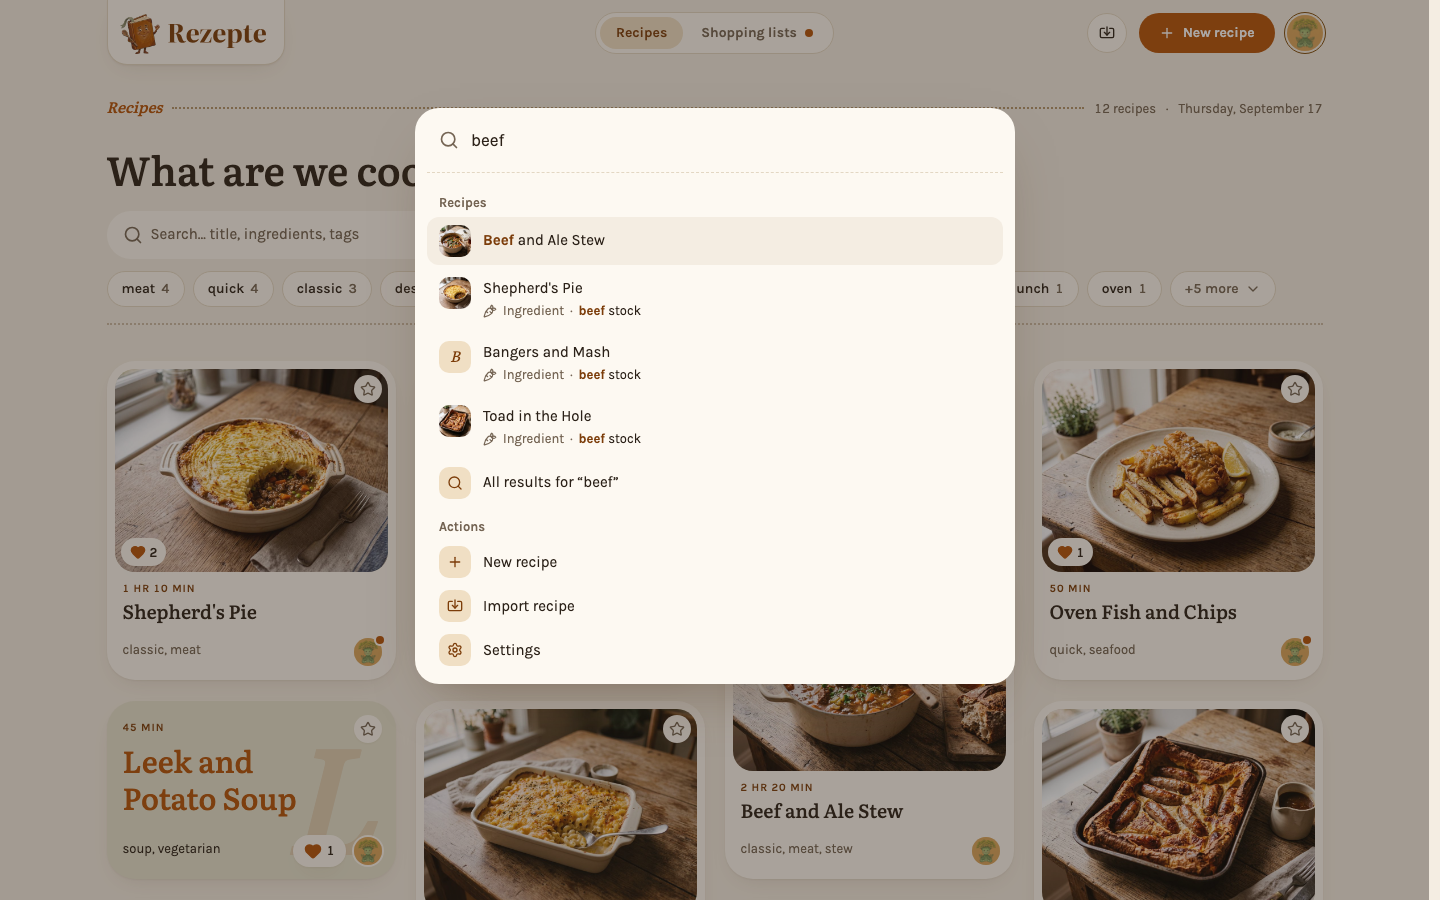 Rezepte
Recipes
Shopping lists
New recipe
Recipes
12 recipes · Thursday, September 17
What are we coo
Search... title, ingredients, tags
meat 4
quick 4
classic 3
des
unch 1
oven 1
+5 more
beef
Recipes
Beef and Ale Stew
Shepherd's Pie
Ingredient · beef stock
B
Bangers and Mash
Ingredient · beef stock
Toad in the Hole
Ingredient · beef stock
All results for “beef”
Actions
New recipe
Import recipe
Settings
2
1 HR 10 MIN
Shepherd's Pie
classic, meat
1
50 MIN
Oven Fish and Chips
quick, seafood
45 MIN
L
Leek and
Potato Soup
soup, vegetarian
1
2 HR 20 MIN
Beef and Ale Stew
classic, meat, stew